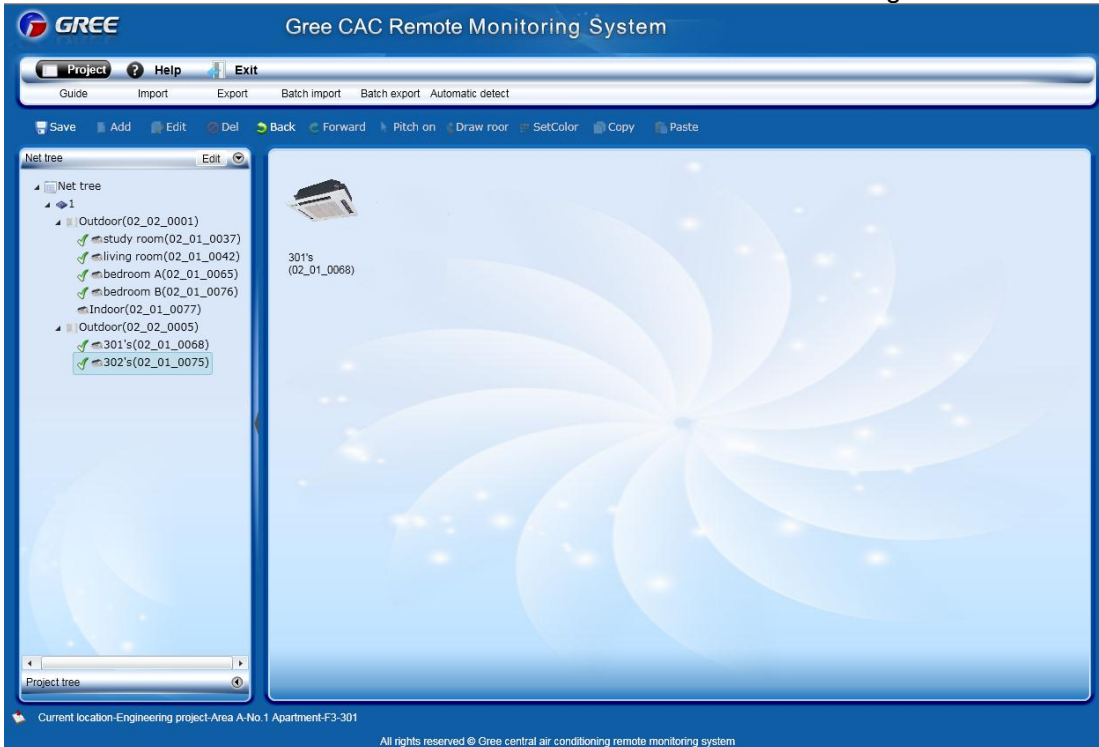 GREE
Gree CAC Remote Monitoring System
Project Help Exit
Guide Import Export Batch import Batch export Automatic detect
Save Add Edit Del Back Forward Pitch on Draw roor SetColor Copy Paste
Net tree Edit
Net tree
1
Outdoor(02_02_0001)
study room(02_01_0037)
living room(02_01_0042)
bedroom A(02_01_0065)
bedroom B(02_01_0076)
Indoor(02_01_0077)
Outdoor(02_02_0005)
301's(02_01_0068)
302's(02_01_0075)
301's
(02_01_0068)
Project tree
Current location-Engineering project-Area A-No.1 Apartment-F3-301
All rights reserved © Gree central air conditioning remote monitoring system